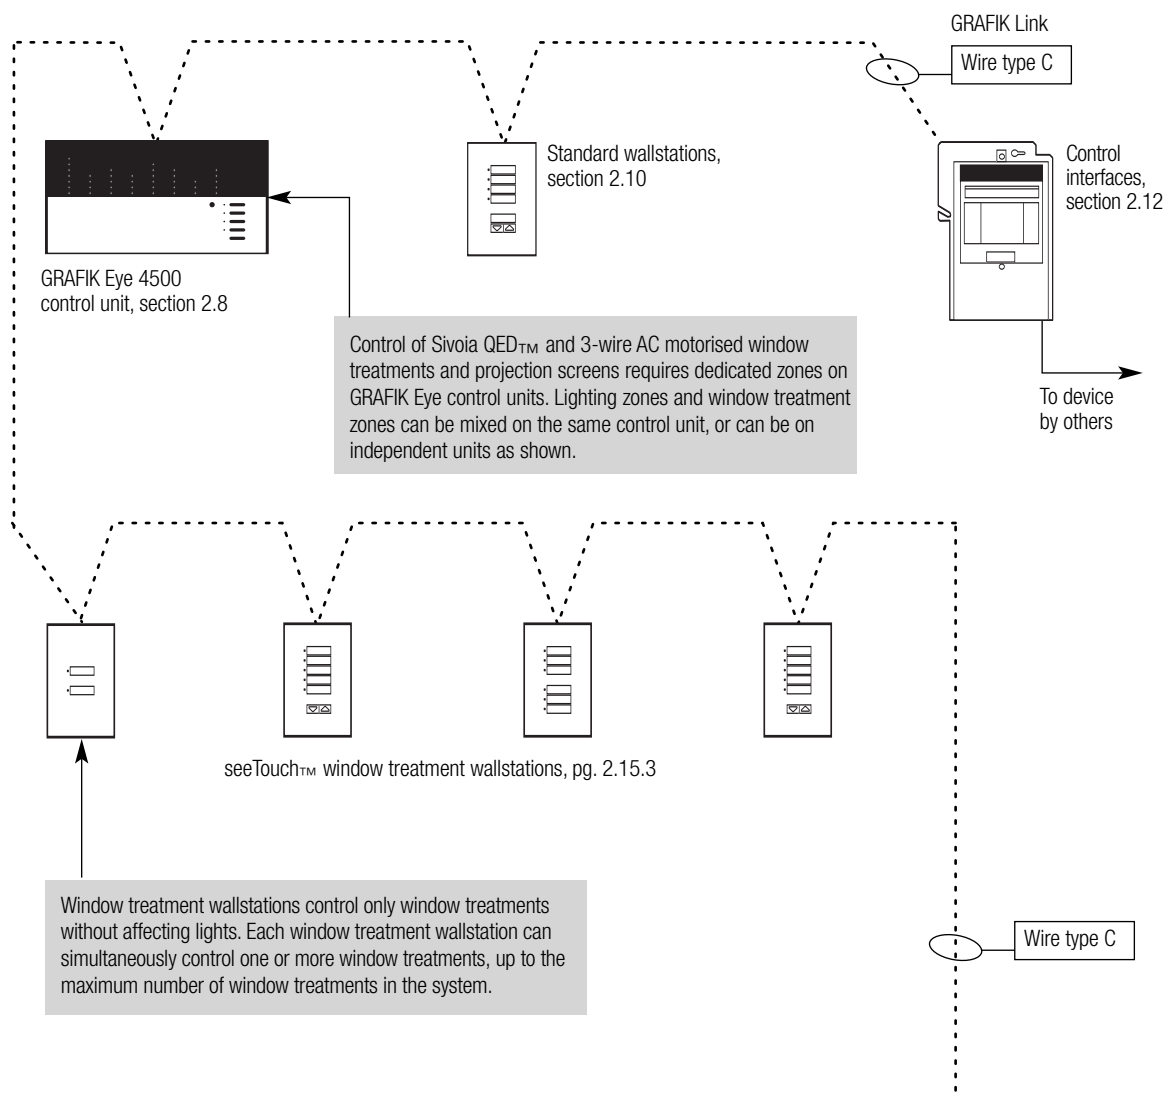 GRAFIK Link
Wire type C
Standard wallstations,
section 2.10
Control
interfaces,
section 2.12
GRAFIK Eye 4500
control unit, section 2.8
Control of Sivoia QED™ and 3-wire AC motorised window
treatments and projection screens requires dedicated zones on
GRAFIK Eye control units. Lighting zones and window treatment
zones can be mixed on the same control unit, or can be on
independent units as shown.
To device
by others
seeTouch™ window treatment wallstations, pg. 2.15.3
Window treatment wallstations control only window treatments
without affecting lights. Each window treatment wallstation can
simultaneously control one or more window treatments, up to the
maximum number of window treatments in the system.
Wire type C